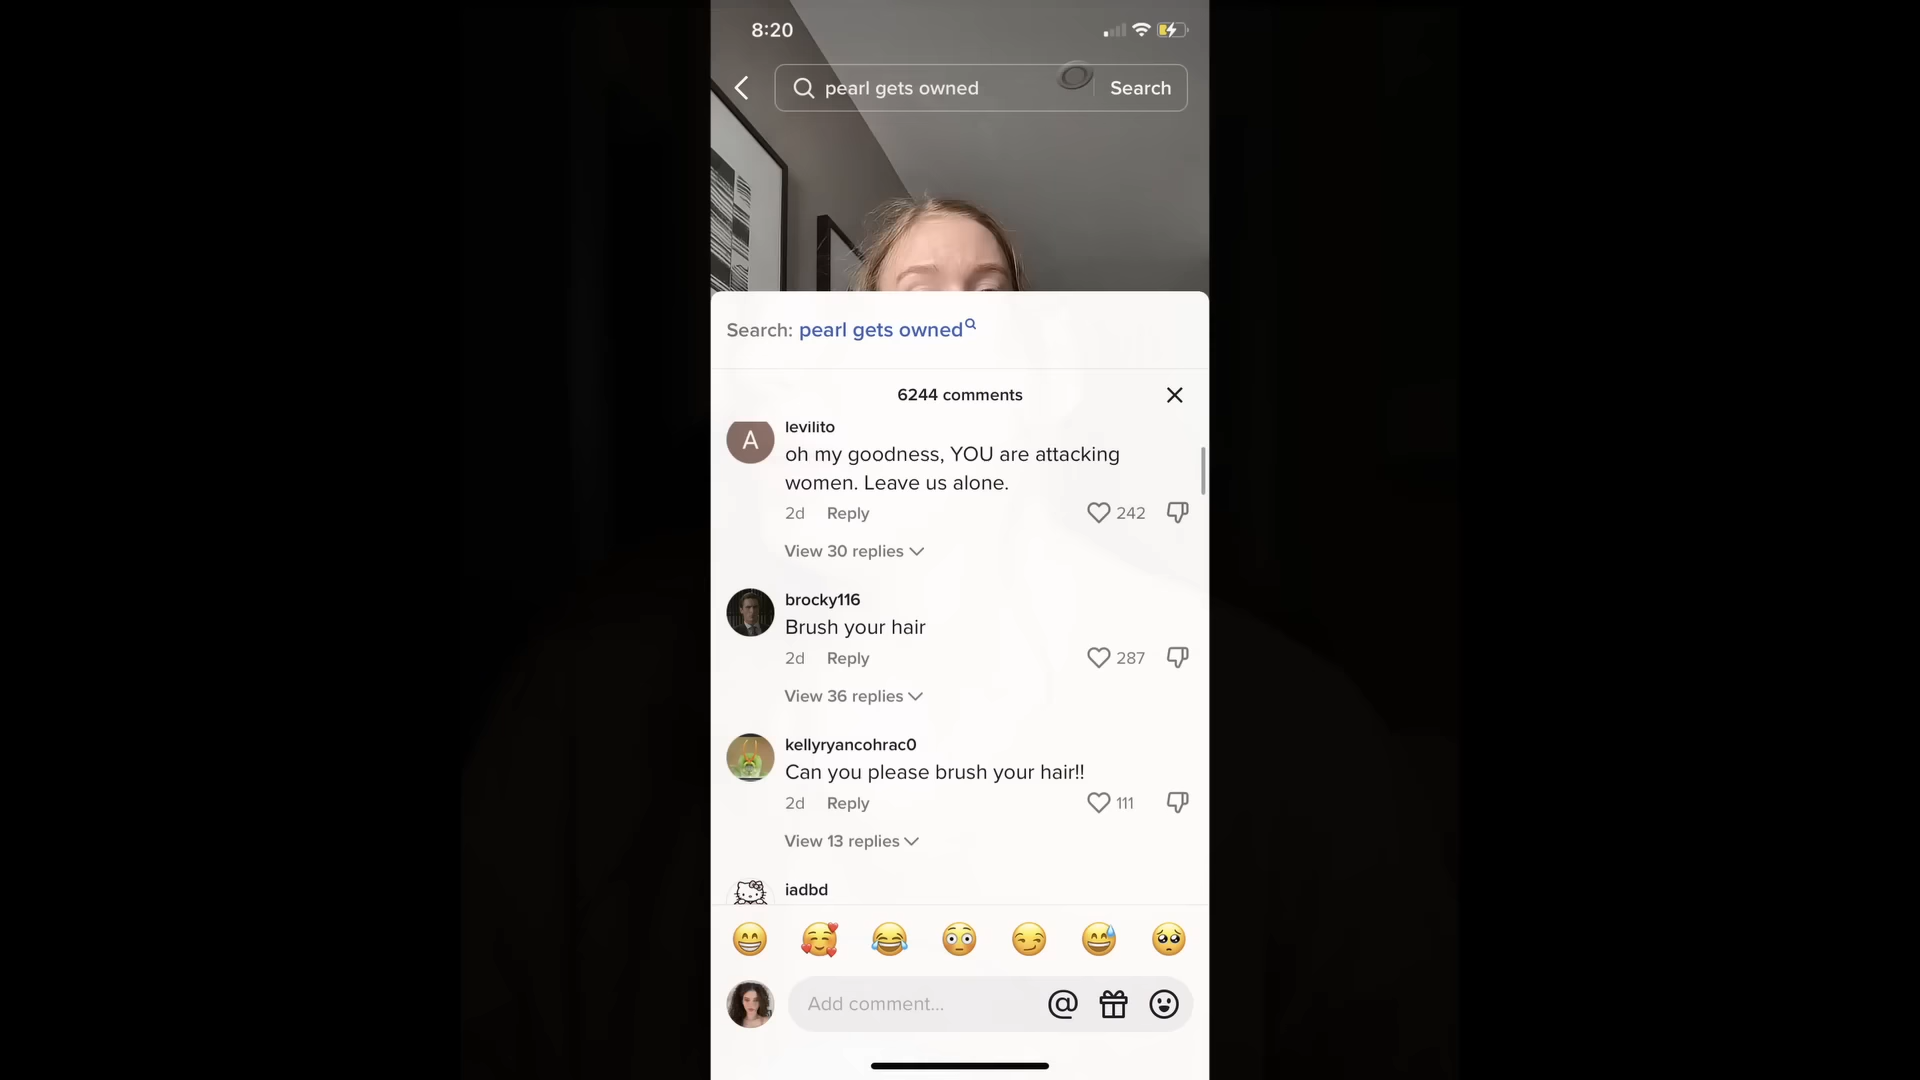 8:20
pearl gets owned
Search
Search: pearl gets owned
6244 comments
A
levilito
oh my goodness, YOU are attacking
women. Leave us alone.
2d Reply
242
View 30 replies
brocky116
Brush your hair
2d Reply
287
View 36 replies
kellyryancohrac0
Can you please brush your hair!!
2d Reply
111
View 13 replies
iadbd
Add comment...
@